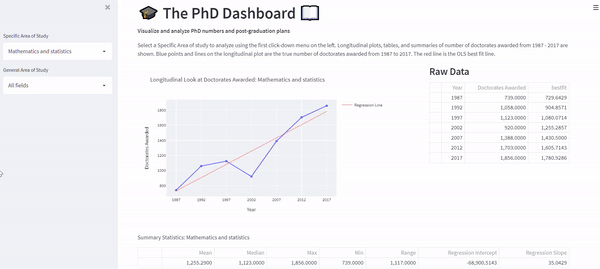 The PhD Dashboard
Visualize and analyze PhD numbers and post-graduation plans
Specific Area of Study
Mathematics and statistics
General Area of Study
All fields
Select a Specific Area of study to analyze using the first click-down menu on the left. Longitudinal plots, tables, and summaries of number of doctorates awarded from 1987 - 2017 are
shown. Blue points and lines on the longitudinal plot are the true number of doctorates awarded from 1987 to 2017. The red line is the OLS best fit line.
Longitudinal Look at Doctorates Awarded: Mathematics and statistics
Regression Line
Doctorates Awarded
1800
1600
1400
1200
1000
800
1987 1992 1997 2002 2007 2012 2017
Year
Raw Data
Year Doctorates Awarded bestfit
1987 739.0000 729.6429
1992 1,058.0000 904.8571
1997 1,123.0000 1,080.0714
2002 920.0000 1,255.2857
2007 1,388.0000 1,430.5000
2012 1,703.0000 1,605.7143
2017 1,856.0000 1,780.9286
Summary Statistics: Mathematics and statistics
Mean Median Max Min Range Regression Intercept Regression Slope
1,255.2900 1,123.0000 1,856.0000 739.0000 1,117.0000 -68,900.5143 35.0429